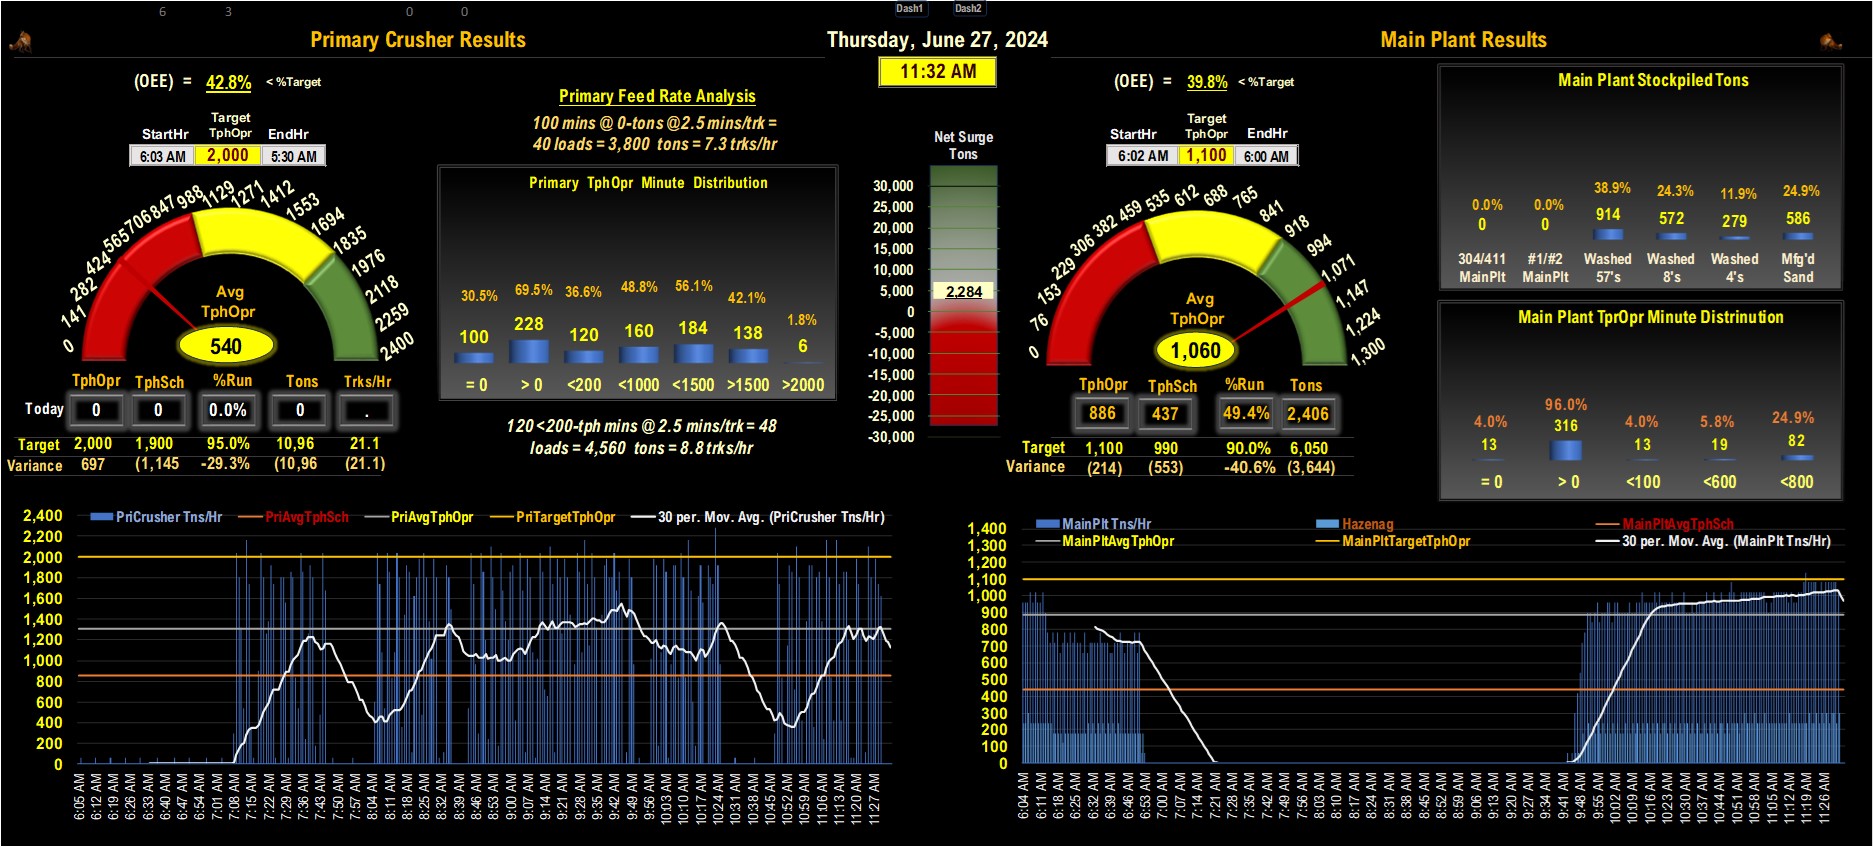 6 3 0 0 Dash1 Dash2
Primary Crusher Results
Thursday, June 27, 2024
Main Plant Results
11:32 AM
(OEE) = 42.8% < %Target
StartHr Target TphOpr EndHr
6:03 AM 2,000 5:30 AM
0 141 282 424 565 706 847 988 1129 1271 1412 1553 1694 1835 1976 2118 2259 2400
Avg
TphOpr
540
TphOpr TphSch %Run Tons Trks/Hr
Today 0 0 0.0% 0 .
Target 2,000 1,900 95.0% 10,96 21.1
Variance 697 (1,145 -29.3% (10,96 (21.1)
Primary Feed Rate Analysis
100 mins @ 0-tons @2.5 mins/trk =
40 loads = 3,800 tons = 7.3 trks/hr
Primary TphOpr Minute Distribution
30.5% 69.5% 36.6% 48.8% 56.1% 42.1% 1.8%
100 228 120 160 184 138 6
= 0 > 0 <200 <1000 <1500 >1500 >2000
120 <200-tph mins @ 2.5 mins/trk = 48
loads = 4,560 tons = 8.8 trks/hr
Net Surge
Tons
30,000
25,000
20,000
15,000
10,000
5,000
2,284
0
-5,000
-10,000
-15,000
-20,000
-25,000
-30,000
(OEE) = 39.8% < %Target
StartHr Target TphOpr EndHr
6:02 AM 1,100 6:00 AM
0 76 153 229 306 382 459 535 612 688 765 841 918 994 1,071 1,147 1,224 1,300
Avg
TphOpr
1,060
TphOpr TphSch %Run Tons
886 437 49.4% 2,406
Target 1,100 990 90.0% 6,050
Variance (214) (553) -40.6% (3,644)
Main Plant Stockpiled Tons
0.0% 0.0% 38.9% 24.3% 11.9% 24.9%
0 0 914 572 279 586
304/411 #1/#2 Washed Washed Washed Mfg'd
MainPlt MainPlt 57's 8's 4's Sand
Main Plant TprOpr Minute Distrinution
4.0% 96.0% 4.0% 5.8% 24.9%
13 316 13 19 82
= 0 > 0 <100 <600 <800
PriCrusher Tns/Hr PriAvgTphSch PriAvgTphOpr PriTargetTphOpr 30 per. Mov. Avg. (PriCrusher Tns/Hr)
2,400
2,200
2,000
1,800
1,600
1,400
1,200
1,000
800
600
400
200
0
6:05 AM 6:12 AM 6:19 AM 6:26 AM 6:33 AM 6:40 AM 6:47 AM 6:54 AM 7:01 AM 7:08 AM 7:15 AM 7:22 AM 7:29 AM 7:36 AM 7:43 AM 7:50 AM 7:57 AM 8:04 AM 8:11 AM 8:18 AM 8:25 AM 8:32 AM 8:39 AM 8:46 AM 8:53 AM 9:00 AM 9:07 AM 9:14 AM 9:21 AM 9:28 AM 9:35 AM 9:42 AM 9:49 AM 9:56 AM 10:03 AM 10:10 AM 10:17 AM 10:24 AM 10:31 AM 10:38 AM 10:45 AM 10:52 AM 10:59 AM 11:06 AM 11:13 AM 11:20 AM 11:27 AM
MainPlt Tns/Hr Hazenag MainPltAvgTphSch
MainPltAvgTphOpr MainPltTargetTphOpr 30 per. Mov. Avg. (MainPlt Tns/Hr)
1,400
1,300
1,200
1,100
1,000
900
800
700
600
500
400
300
200
100
0
6:04 AM 6:11 AM 6:18 AM 6:25 AM 6:32 AM 6:39 AM 6:46 AM 6:53 AM 7:00 AM 7:07 AM 7:14 AM 7:21 AM 7:28 AM 7:35 AM 7:42 AM 7:49 AM 7:56 AM 8:03 AM 8:10 AM 8:17 AM 8:24 AM 8:31 AM 8:38 AM 8:45 AM 8:52 AM 8:59 AM 9:06 AM 9:13 AM 9:20 AM 9:27 AM 9:34 AM 9:41 AM 9:48 AM 9:55 AM 10:02 AM 10:09 AM 10:16 AM 10:23 AM 10:30 AM 10:37 AM 10:44 AM 10:51 AM 10:58 AM 11:05 AM 11:12 AM 11:19 AM 11:26 AM